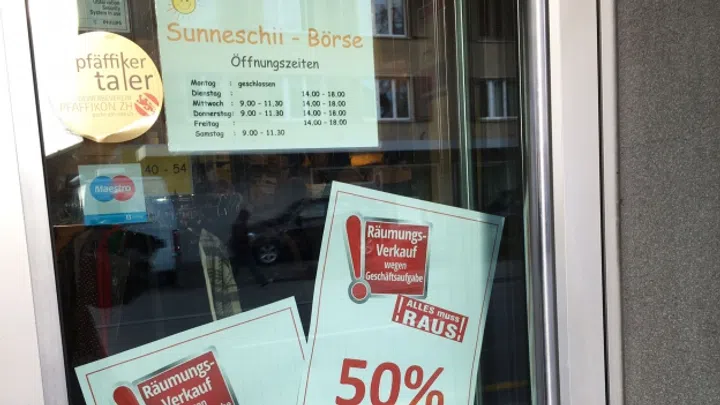 pfäffiker
taler
GEWERBEVEREIN
PFÄFFIKON ZH
Sunneschii - Börse
Öffnungszeiten
Montag : geschlossen
Dienstag : 14.00 - 18.00
Mittwoch : 9.00 - 11.30 14.00 - 18.00
Donnerstag: 9.00 - 11.30 14.00 - 18.00
Freitag : 14.00 - 18.00
Samstag : 9.00 - 11.30
40 - 54
Maestro
Räumungs-
Verkauf
wegen
Geschäftsaufgabe
ALLES muss
RAUS!
50%
Räumungs-
Verkauf
wegen